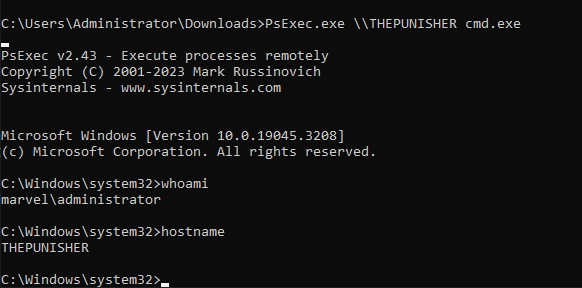 C:\Users\Administrator\Downloads>PsExec.exe \\THEPUNISHER cmd.exe
PsExec v2.43 - Execute processes remotely
Copyright (C) 2001-2023 Mark Russinovich
Sysinternals - www.sysinternals.com
Microsoft Windows [Version 10.0.19045.3208]
(c) Microsoft Corporation. All rights reserved.
C:\Windows\system32>whoami
marvel\administrator
C:\Windows\system32>hostname
THEPUNISHER
C:\Windows\system32>